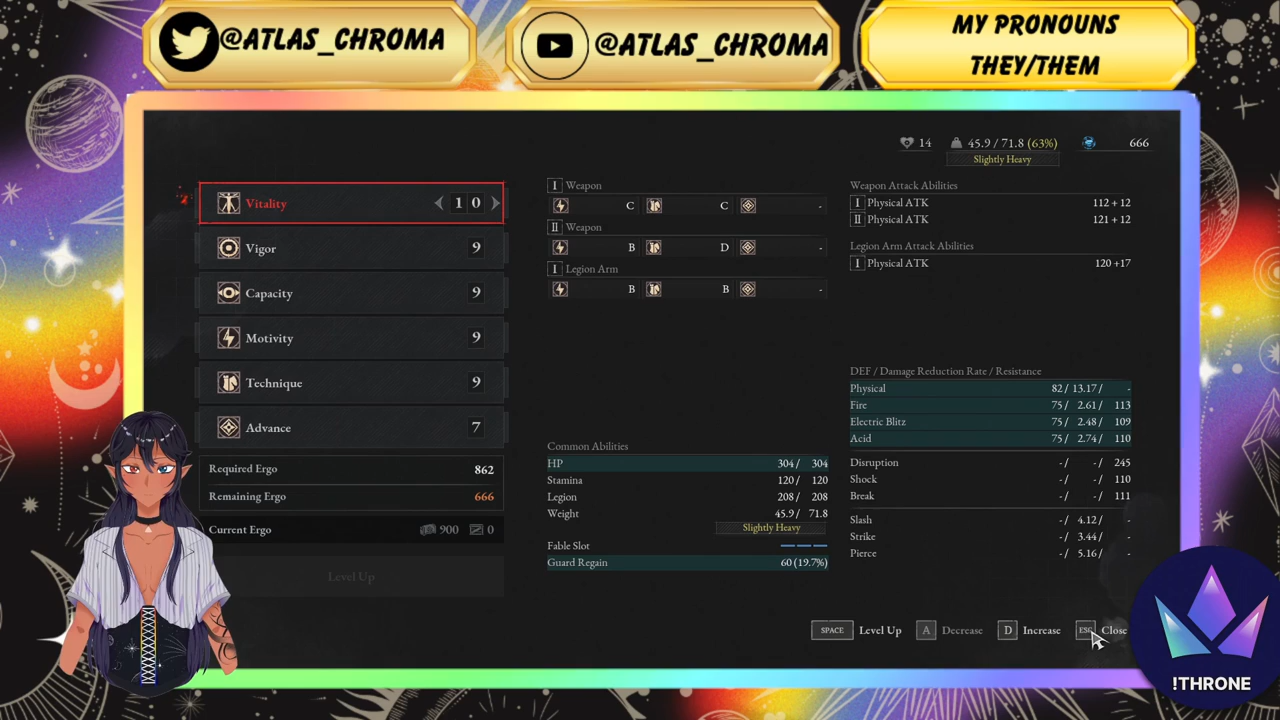 @ATLAS_CHROMA
@ATLAS_CHROMA
MY PRONOUNS
THEY/THEM
14
45.9 / 71.8 (63%)
666
Slightly Heavy
Vitality 1 0
Vigor 9
Capacity 9
Motivity 9
Technique 9
Advance 7
Required Ergo 862
Remaining Ergo 666
Current Ergo 900 0
Level Up
I Weapon
C C -
II Weapon
B D -
I Legion Arm
B B -
Common Abilities
HP 304 / 304
Stamina 120 / 120
Legion 208 / 208
Weight 45.9 / 71.8
Slightly Heavy
Fable Slot
Guard Regain 60 (19.7%)
Weapon Attack Abilities
I Physical ATK 112 + 12
II Physical ATK 121 + 12
Legion Arm Attack Abilities
I Physical ATK 120 +17
DEF / Damage Reduction Rate / Resistance
Physical 82 / 13.17 / -
Fire 75 / 2.61 / 113
Electric Blitz 75 / 2.48 / 109
Acid 75 / 2.74 / 110
Disruption - / - / 245
Shock - / - / 110
Break - / - / 111
Slash - / 4.12 / -
Strike - / 3.44 / -
Pierce - / 5.16 / -
SPACE Level Up A Decrease D Increase ESC Close
!THRONE